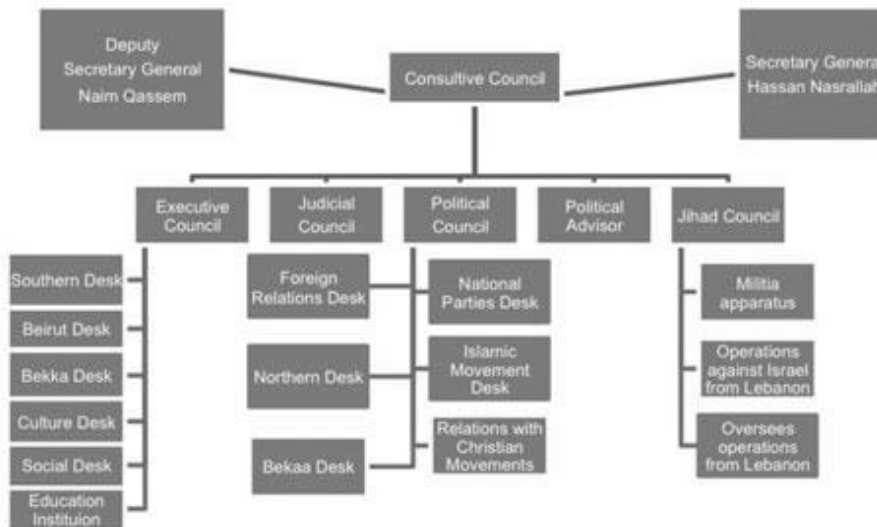 Deputy
Secretary General
Naim Qassem
Consultive Council
Secretary General
Hassan Nasrallah
Executive
Council
Judicial
Council
Political
Council
Political
Advisor
Jihad Council
Southern Desk
Beirut Desk
Bekka Desk
Culture Desk
Social Desk
Education
Instituion
Foreign
Relations Desk
Northern Desk
Bekaa Desk
National
Parties Desk
Islamic
Movement
Desk
Relations with
Christian
Movements
Militia
apparatus
Operations
against Israel
from Lebanon
Oversees
operations
from Lebanon